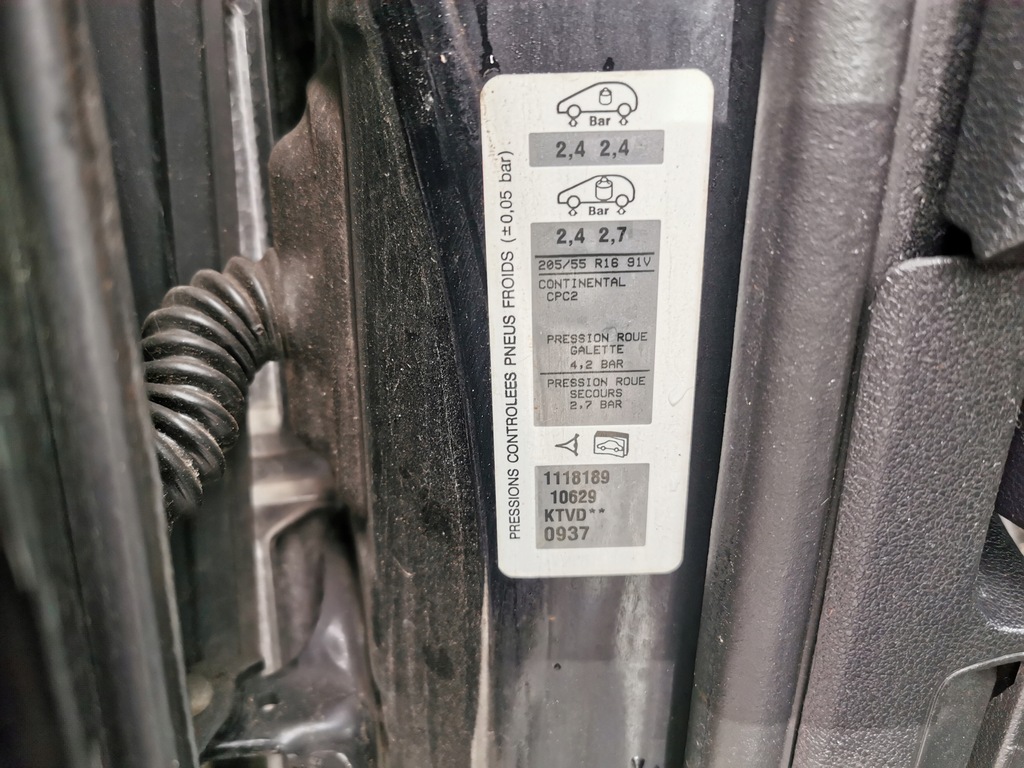 Bar
2,4 2,4
Bar
2,4 2,7
205/55 R16 91V
CONTINENTAL
CPC2
PRESSION ROUE
GALETTE
4,2 BAR
PRESSION ROUE
SECOURS
2,7 BAR
1118189
10629
KTVD**
0937
PRESSIONS CONTROLEES PNEUS FROIDS (±0,05 bar)